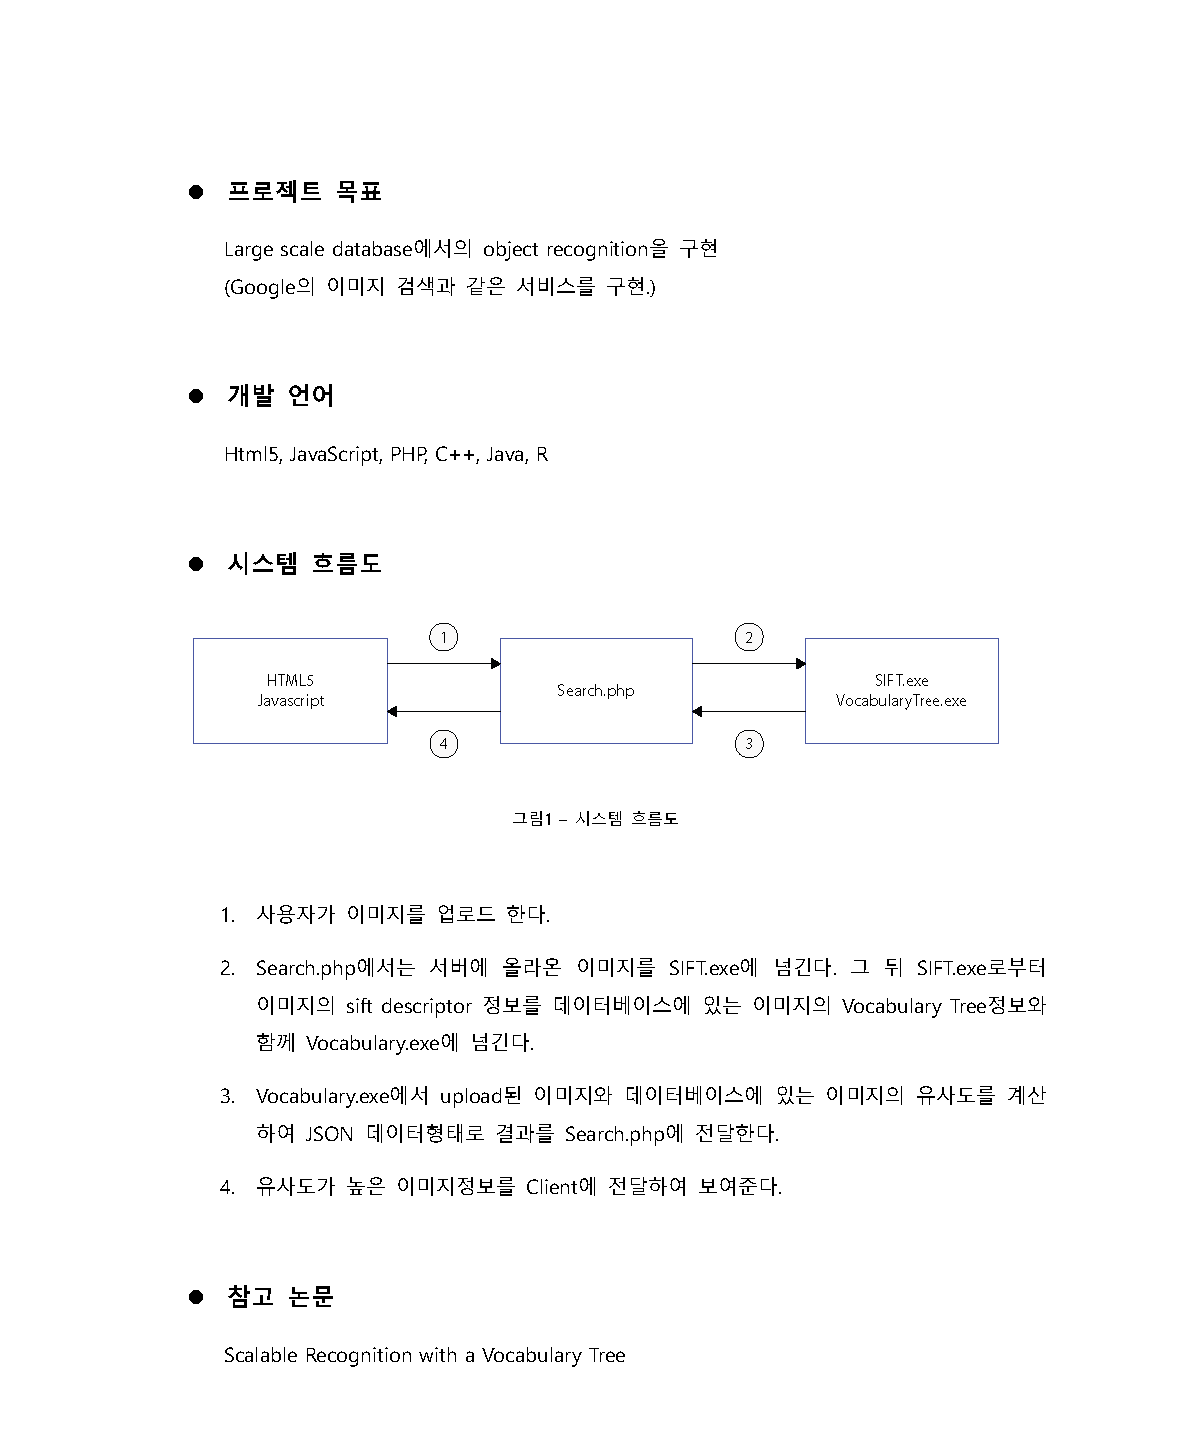 ● 프로젝트 목표
Large scale database에서의 object recognition을 구현
(Google의 이미지 검색과 같은 서비스를 구현.)
● 개발 언어
Html5, JavaScript, PHP, C++, Java, R
● 시스템 흐름도
1
2
HTML5
Javascript
Search.php
SIFT.exe
VocabularyTree.exe
4
3
그림1 – 시스템 흐름도
1. 사용자가 이미지를 업로드 한다.
2. Search.php에서는 서버에 올라온 이미지를 SIFT.exe에 넘긴다. 그 뒤 SIFT.exe로부터
이미지의 sift descriptor 정보를 데이터베이스에 있는 이미지의 Vocabulary Tree정보와
함께 Vocabulary.exe에 넘긴다.
3. Vocabulary.exe에서 upload된 이미지와 데이터베이스에 있는 이미지의 유사도를 계산
하여 JSON 데이터형태로 결과를 Search.php에 전달한다.
4. 유사도가 높은 이미지정보를 Client에 전달하여 보여준다.
● 참고 논문
Scalable Recognition with a Vocabulary Tree